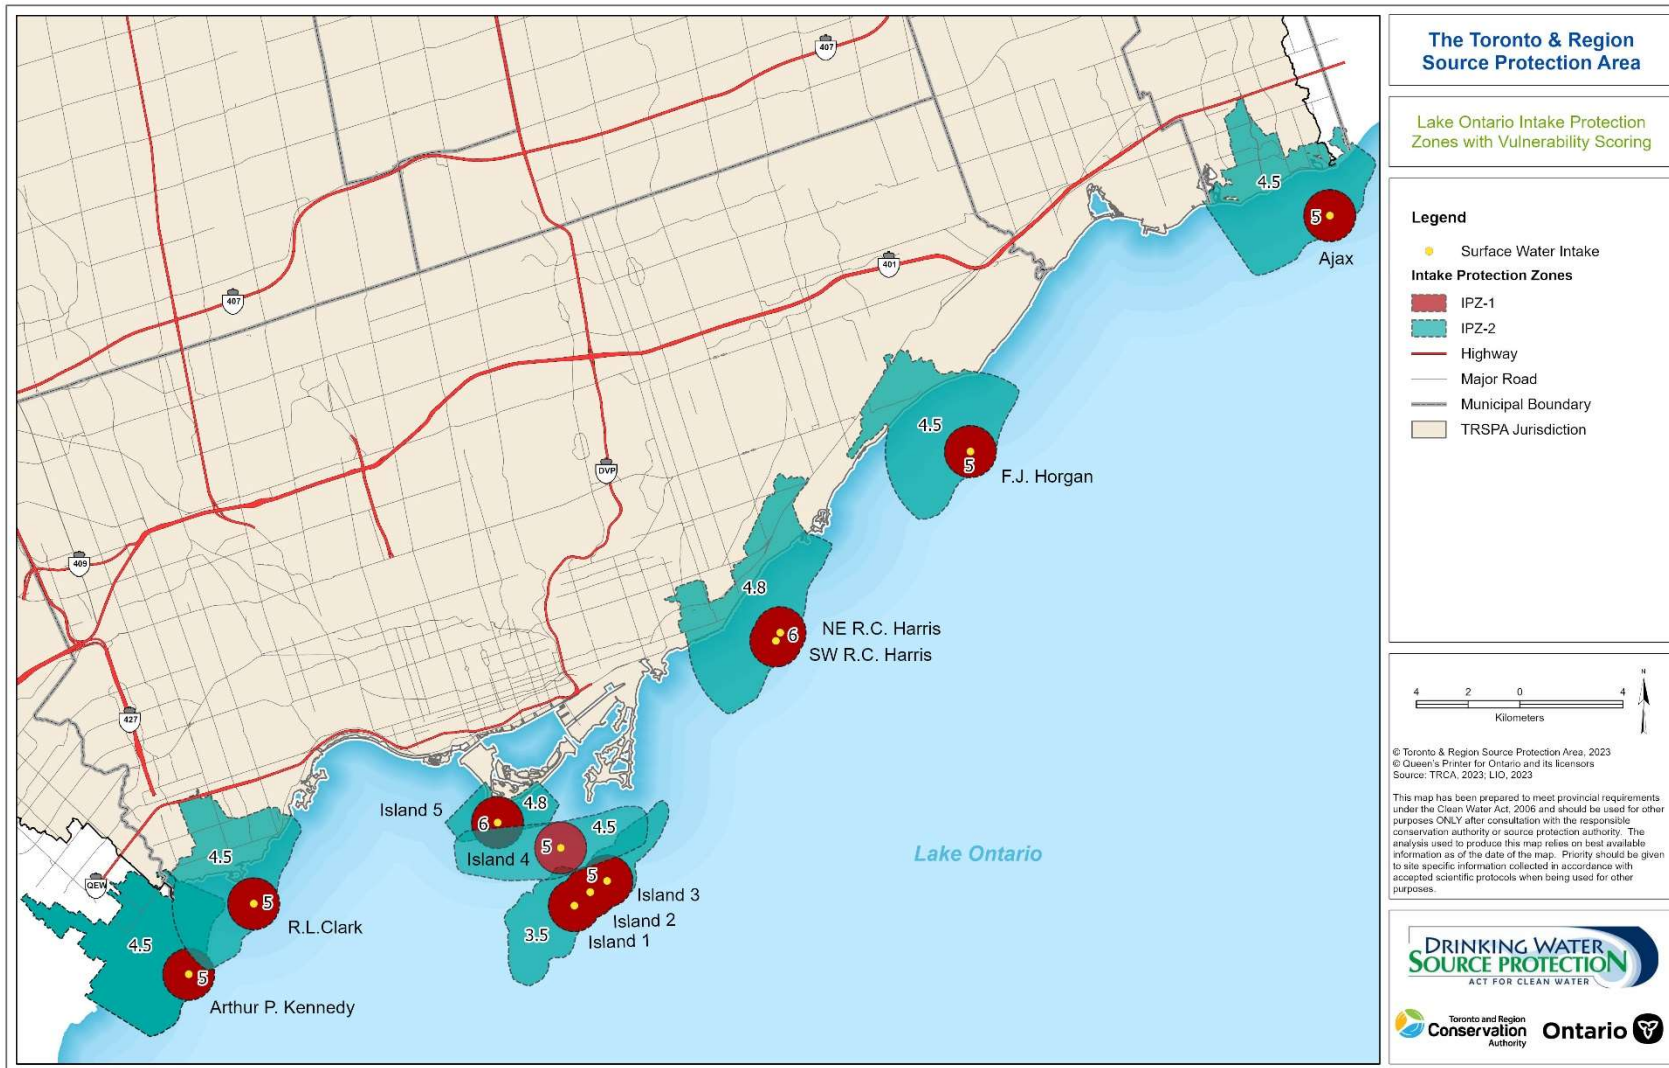 The Toronto & Region
Source Protection Area
Lake Ontario Intake Protection
Zones with Vulnerability Scoring
Legend
Surface Water Intake
Intake Protection Zones
IPZ-1
IPZ-2
Highway
Major Road
Municipal Boundary
TRSPA Jurisdiction
4 2 0 4
Kilometers
N
© Toronto & Region Source Protection Area, 2023
© Queen's Printer for Ontario and its licensors
Source: TRCA, 2023; LIO, 2023
This map has been prepared to meet provincial requirements
under the Clean Water Act, 2006 and should be used for other
purposes ONLY after consultation with the responsible
conservation authority or source protection authority. The
analysis used to produce this map relies on best available
information as of the date of the map. Priority should be given
to site specific information collected in accordance with
accepted scientific protocols when being used for other
purposes.
DRINKING WATER
SOURCE PROTECTION
ACT FOR CLEAN WATER
Toronto and Region
Conservation
Authority
Ontario
407
407
401
DVP
409
427
QEW
4.5
5
Ajax
4.5
5
F.J. Horgan
4.8
6
NE R.C. Harris
SW R.C. Harris
Island 5
6
4.8
4.5
Island 4
5
5
Island 3
Island 2
Island 1
3.5
Lake Ontario
4.5
5
R.L.Clark
4.5
5
Arthur P. Kennedy